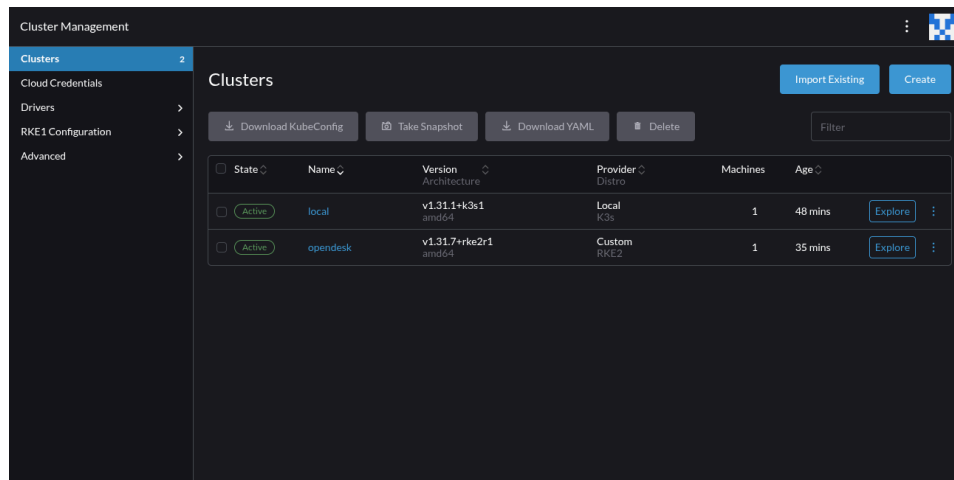 Cluster Management
Clusters 2
Cloud Credentials
Drivers
RKE1 Configuration
Advanced
Clusters
Import Existing
Create
Download KubeConfig
Take Snapshot
Download YAML
Delete
Filter
State Name Version Provider Machines Age
Architecture Distro
Active local v1.31.1+k3s1 Local 1 48 mins Explore
amd64 K3s
Active opendesk v1.31.7+rke2r1 Custom 1 35 mins Explore
amd64 RKE2